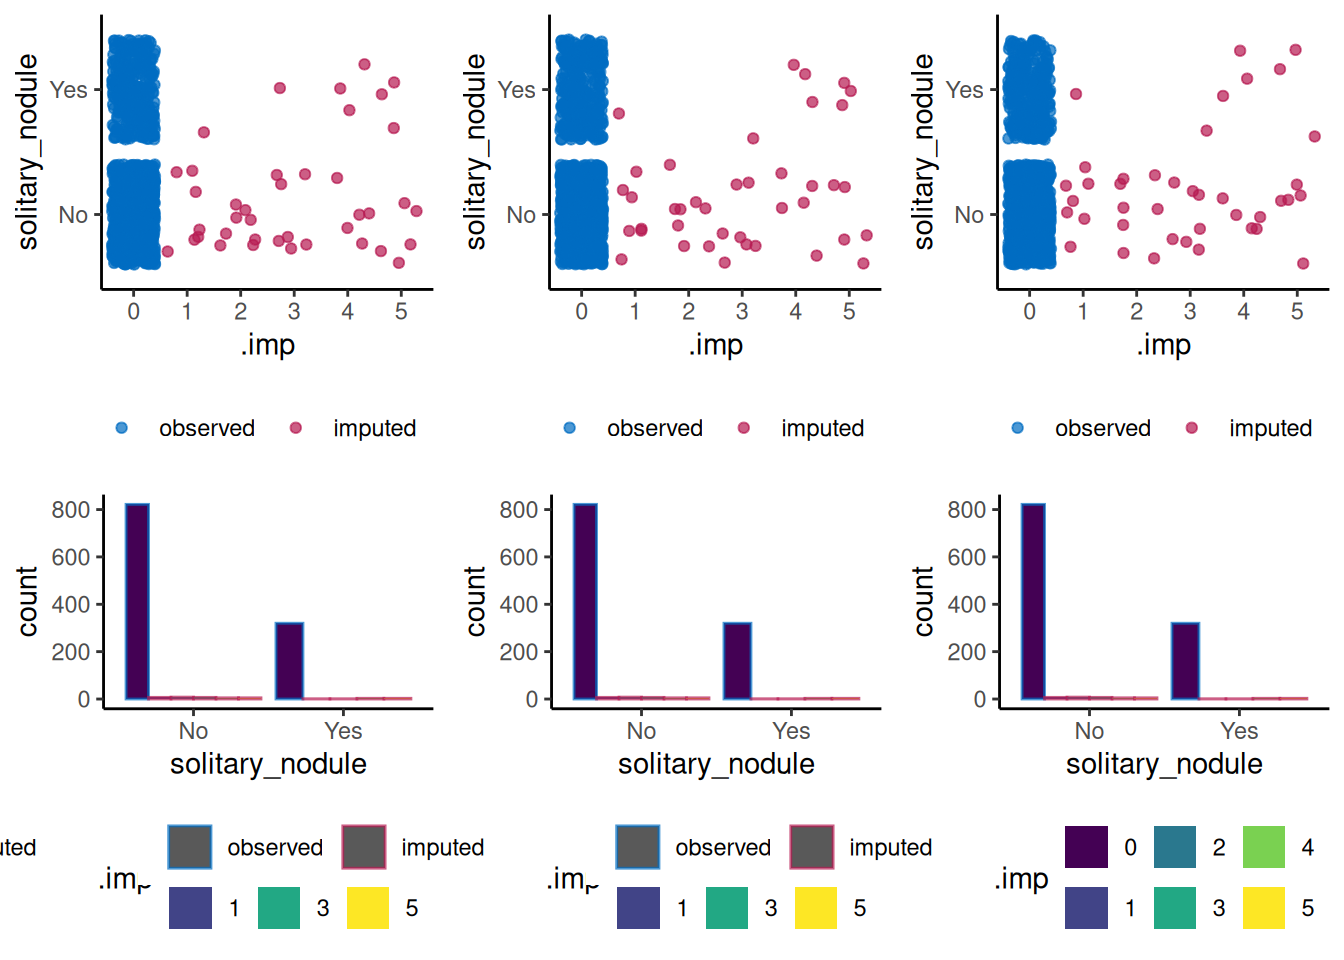 solitary_nodule
Yes
No
0 1 2 3 4 5
.imp
observed imputed
solitary_nodule
Yes
No
0 1 2 3 4 5
.imp
observed imputed
solitary_nodule
Yes
No
0 1 2 3 4 5
.imp
observed imputed
count
800
600
400
200
0
No Yes
solitary_nodule
count
800
600
400
200
0
No Yes
solitary_nodule
count
800
600
400
200
0
No Yes
solitary_nodule
uted
.imp
observed imputed
1 3 5
.imp
observed imputed
1 3 5
.imp
0 2 4
1 3 5